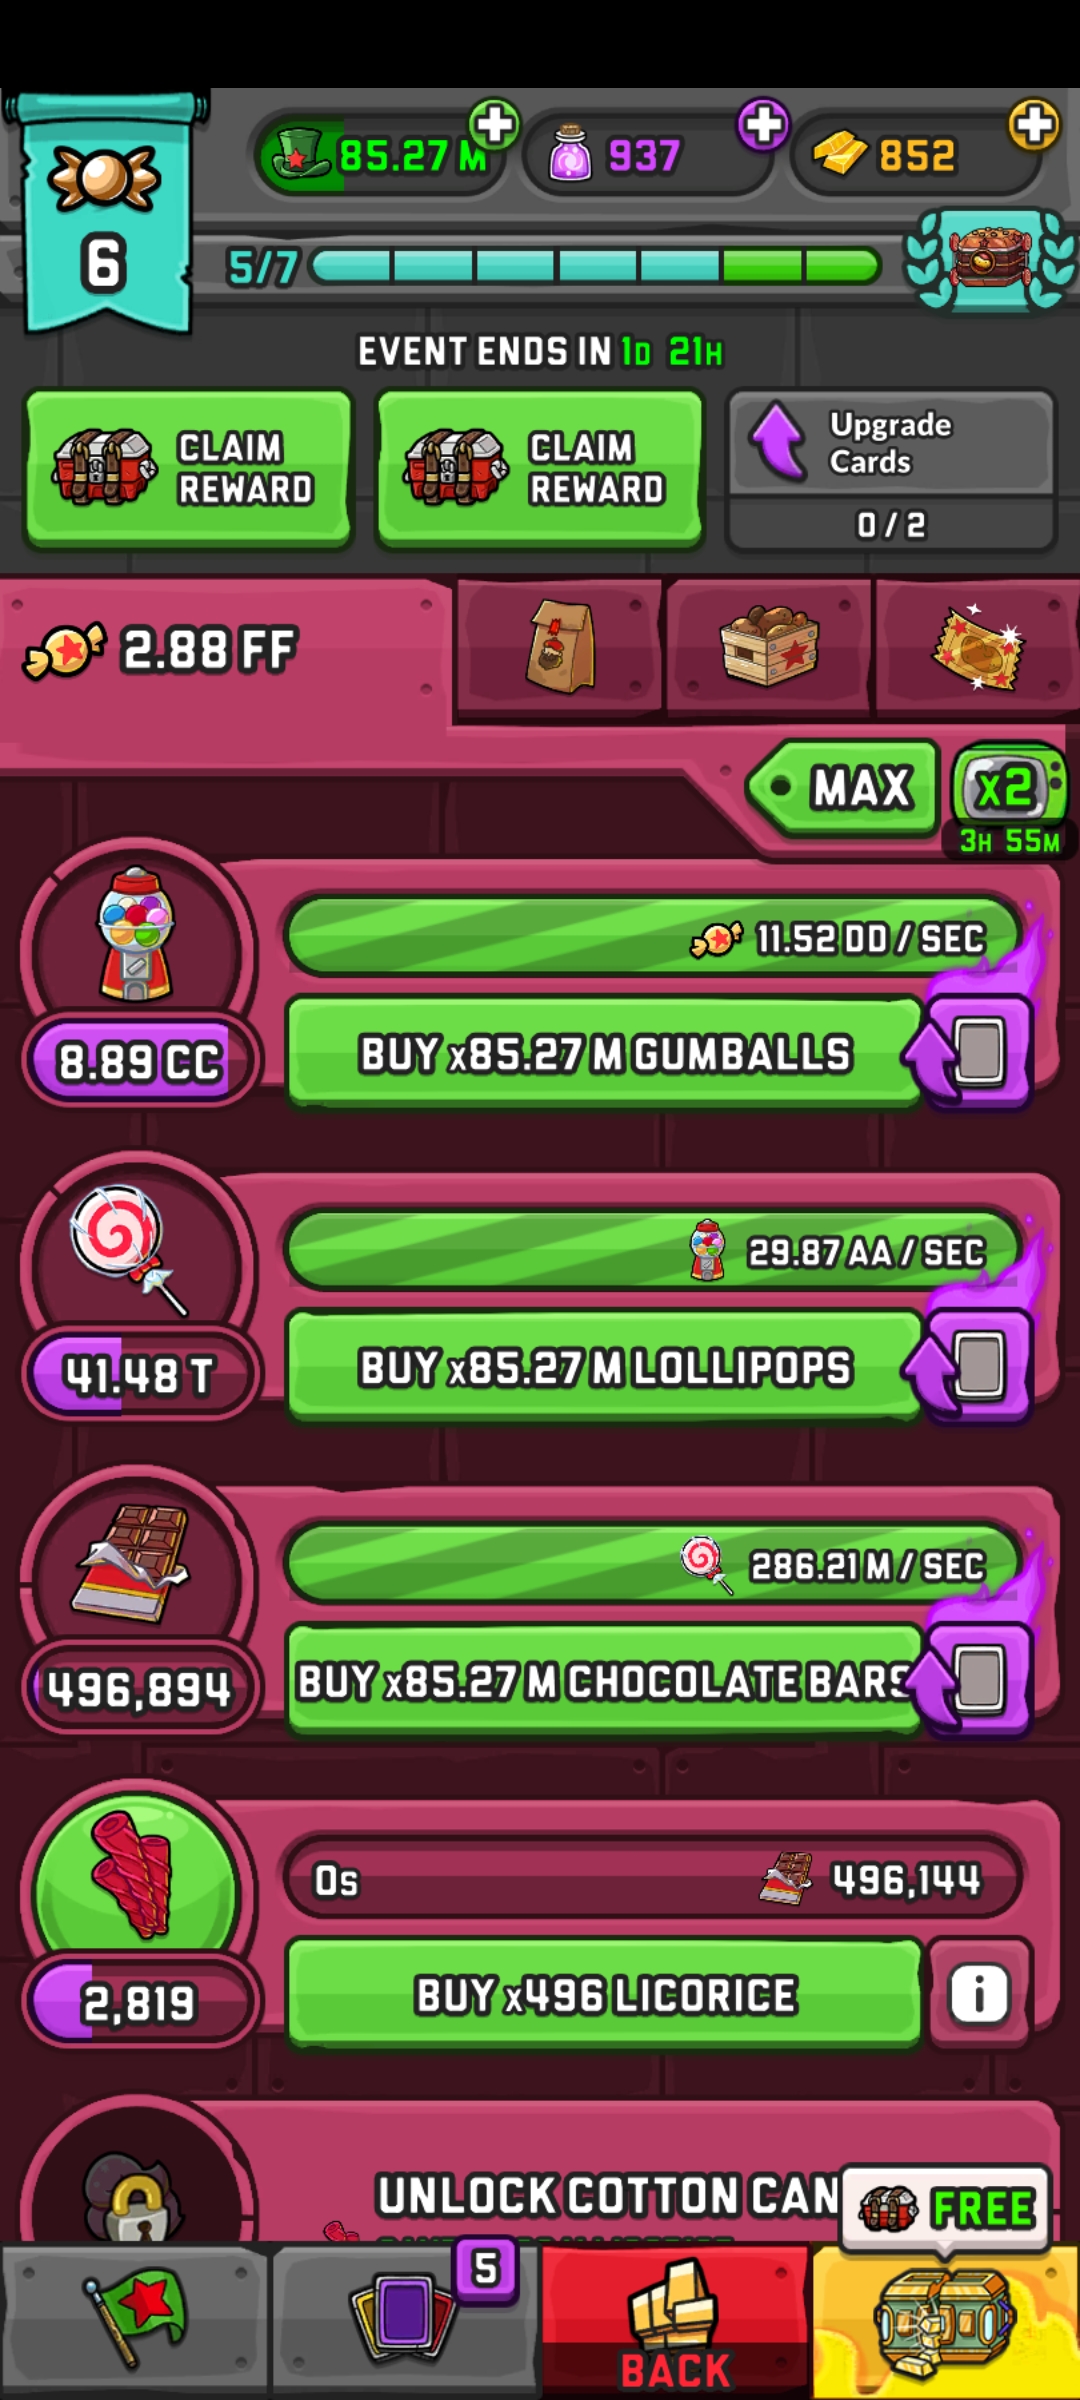 85.27 M
937
852
6
5/7
EVENT ENDS IN 1D 21H
CLAIM REWARD
CLAIM REWARD
Upgrade Cards
0 / 2
2.88 FF
MAX
x2
3H 55M
11.52 DD / SEC
8.89 CC
BUY x85.27 M GUMBALLS
29.87 AA / SEC
41.48 T
BUY x85.27 M LOLLIPOPS
286.21 M / SEC
496,894
BUY x85.27 M CHOCOLATE BARS
0s
496,144
2,819
BUY x496 LICORICE
i
UNLOCK COTTON CAN
FREE
5
BACK